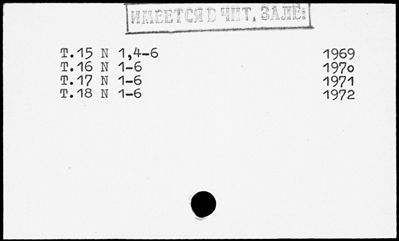 ИМЕЕТСЯ В ЧИТ. ЗАЛЕ:
Т.15 N 1,4-6 1969
Т.16 N 1-6 1970
Т.17 N 1-6 1971
Т.18 N 1-6 1972